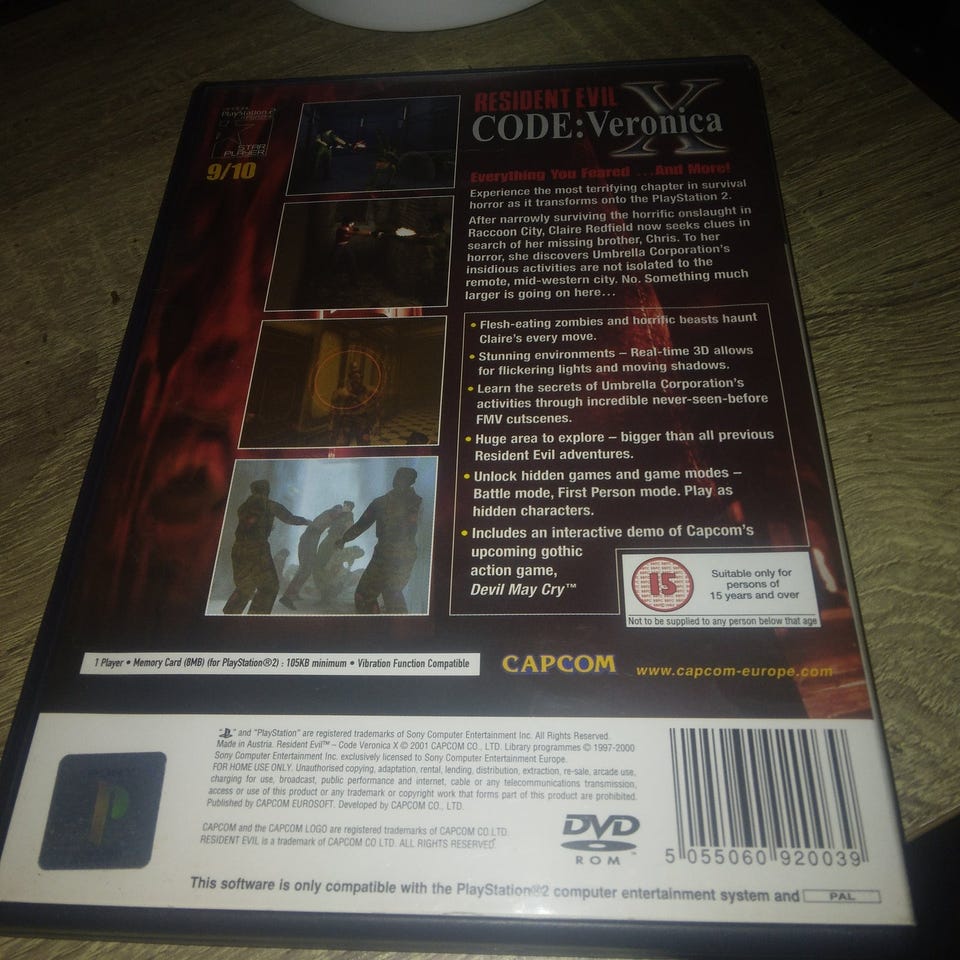 PlayStation 2
STAR
PLAYER
9/10
RESIDENT EVIL
CODE:Veronica X
Everything You Feared ...And More!
Experience the most terrifying chapter in survival
horror as it transforms onto the PlayStation 2.
After narrowly surviving the horrific onslaught in
Raccoon City, Claire Redfield now seeks clues in
search of her missing brother, Chris. To her
horror, she discovers Umbrella Corporation's
insidious activities are not isolated to the
remote, mid-western city. No. Something much
larger is going on here...
• Flesh-eating zombies and horrific beasts haunt
Claire's every move.
• Stunning environments – Real-time 3D allows
for flickering lights and moving shadows.
• Learn the secrets of Umbrella Corporation's
activities through incredible never-seen-before
FMV cutscenes.
• Huge area to explore – bigger than all previous
Resident Evil adventures.
• Unlock hidden games and game modes –
Battle mode, First Person mode. Play as
hidden characters.
• Includes an interactive demo of Capcom's
upcoming gothic
action game,
Devil May Cry™
15
Suitable only for
persons of
15 years and over
Not to be supplied to any person below that age
1 Player • Memory Card (8MB) (for PlayStation®2) : 105KB minimum • Vibration Function Compatible
CAPCOM
www.capcom-europe.com
" " and "PlayStation" are registered trademarks of Sony Computer Entertainment Inc. All Rights Reserved.
Made in Austria. Resident Evil™ – Code Veronica X © 2001 CAPCOM CO., LTD. Library programmes © 1997-2000
Sony Computer Entertainment Inc. exclusively licensed to Sony Computer Entertainment Europe.
FOR HOME USE ONLY. Unauthorised copying, adaptation, rental, lending, distribution, extraction, re-sale, arcade use,
charging for use, broadcast, public performance and internet, cable or any telecommunications transmission,
access or use of this product or any trademark or copyright work that forms part of this product are prohibited.
Published by CAPCOM EUROSOFT. Developed by CAPCOM CO., LTD.
CAPCOM and the CAPCOM LOGO are registered trademarks of CAPCOM CO.LTD.
RESIDENT EVIL is a trademark of CAPCOM CO LTD. ALL RIGHTS RESERVED
DVD
ROM™
5 055060 920039
This software is only compatible with the PlayStation®2 computer entertainment system and PAL